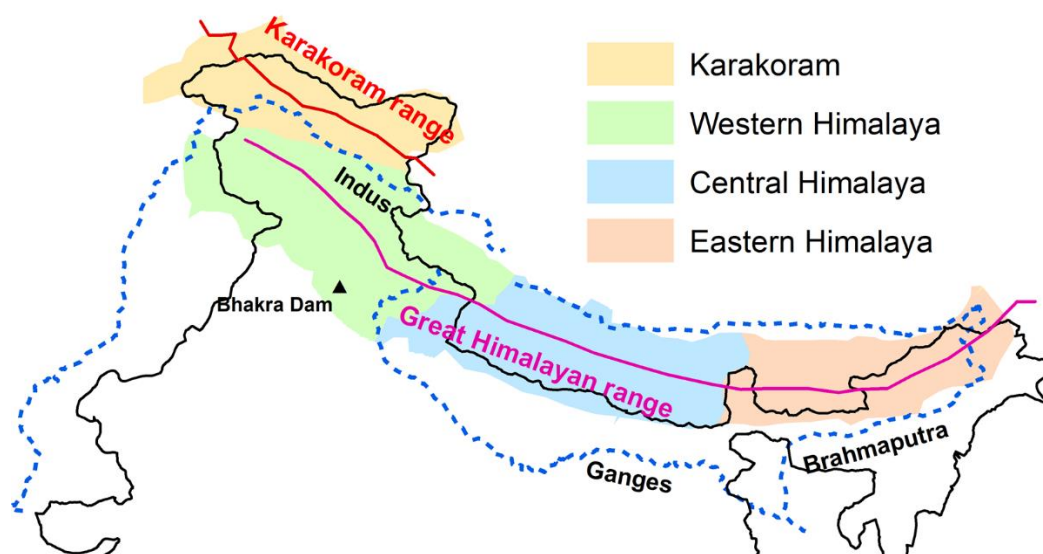 Karakoram range
Karakoram
Western Himalaya
Central Himalaya
Eastern Himalaya
Indus
Bhakra Dam
Great Himalayan range
Ganges
Brahmaputra